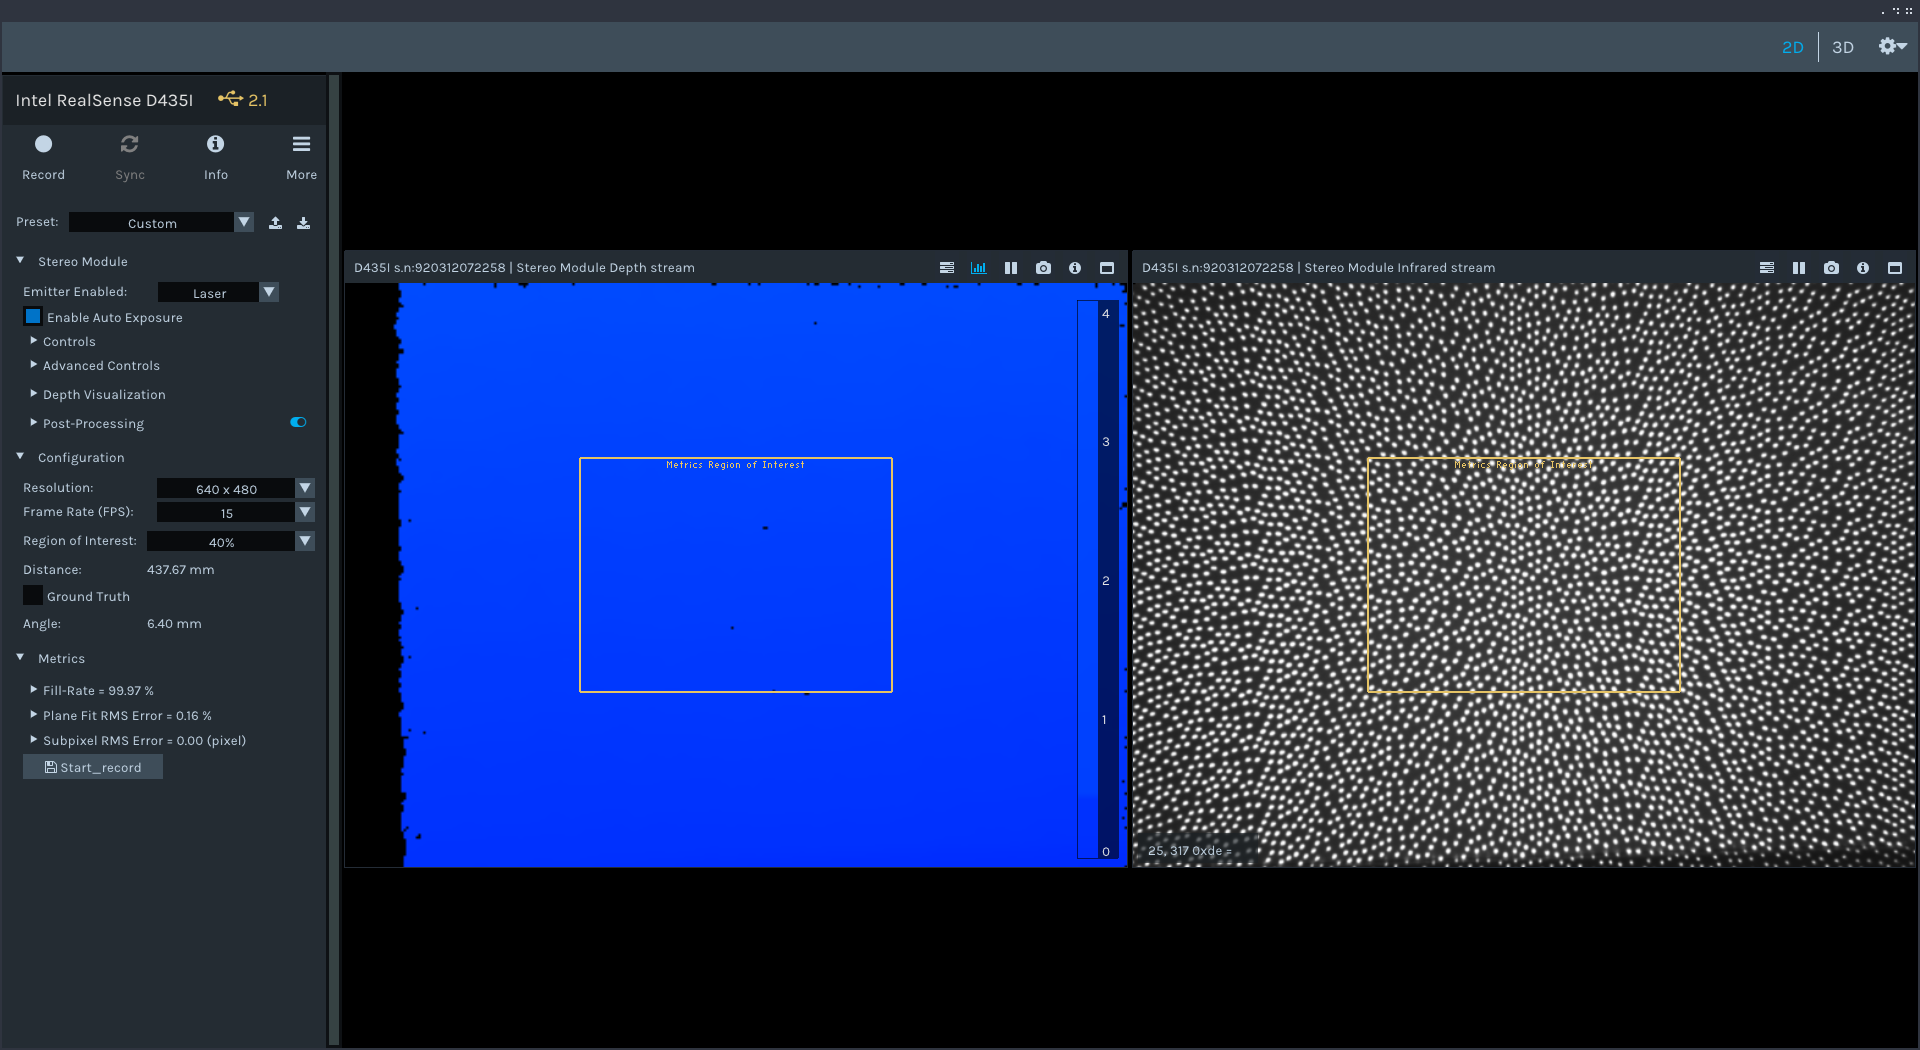 2D 3D
Intel RealSense D435I 2.1
Record Sync Info More
Preset: Custom
Stereo Module
Emitter Enabled: Laser
Enable Auto Exposure
Controls
Advanced Controls
Depth Visualization
Post-Processing
Configuration
Resolution: 640 x 480
Frame Rate (FPS): 15
Region of Interest: 40%
Distance: 437.67 mm
Ground Truth
Angle: 6.40 mm
Metrics
Fill-Rate = 99.97 %
Plane Fit RMS Error = 0.16 %
Subpixel RMS Error = 0.00 (pixel)
Start_record
D435I s.n:920312072258 | Stereo Module Depth stream
Metrics Region of Interest
4
3
2
1
0
D435I s.n:920312072258 | Stereo Module Infrared stream
Metrics Region of Interest
25, 317 0xde =